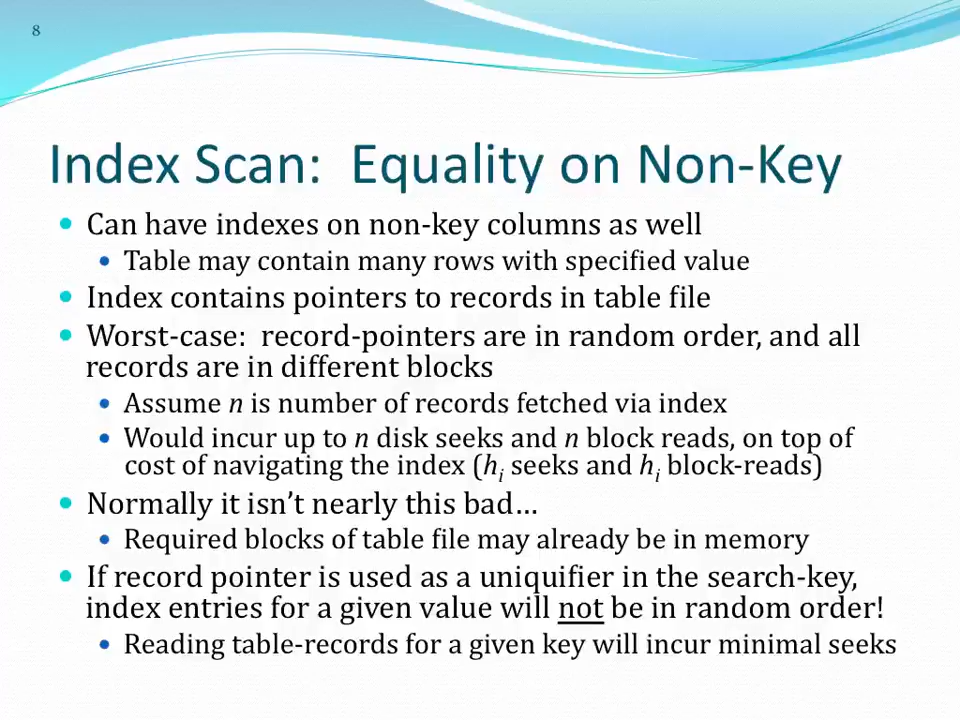 8
Index Scan:  Equality on Non-Key
• Can have indexes on non-key columns as well
• Table may contain many rows with specified value
• Index contains pointers to records in table file
• Worst-case:  record-pointers are in random order, and all
records are in different blocks
• Assume n is number of records fetched via index
• Would incur up to n disk seeks and n block reads, on top of
cost of navigating the index (hi seeks and hi block-reads)
• Normally it isn’t nearly this bad…
• Required blocks of table file may already be in memory
• If record pointer is used as a uniquifier in the search-key,
index entries for a given value will not be in random order!
• Reading table-records for a given key will incur minimal seeks